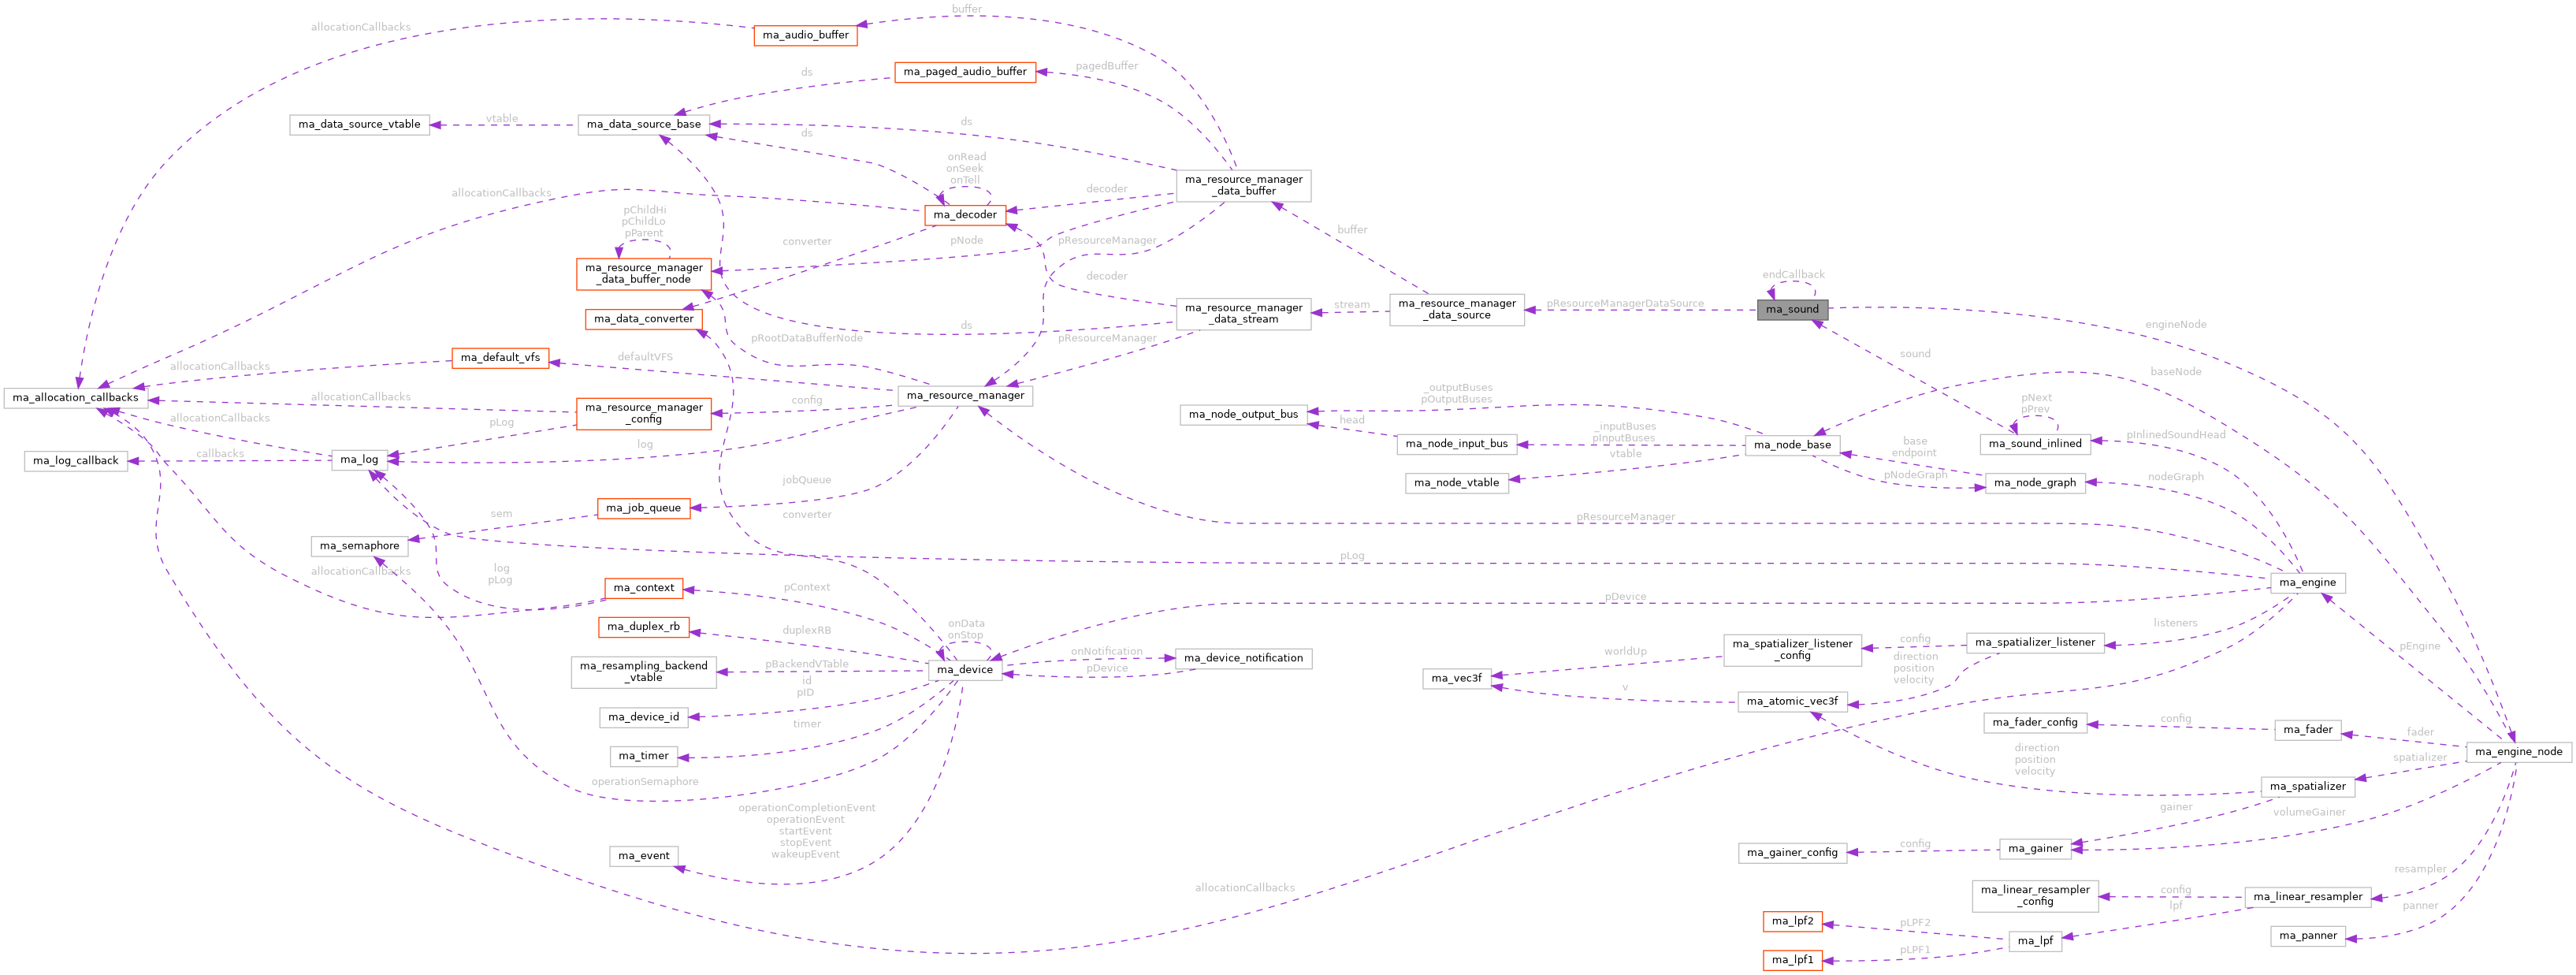 buffer
allocationCallbacks
ma_audio_buffer
pagedBuffer
ds
ma_paged_audio_buffer
vtable
ma_data_source_vtable
ma_data_source_base
ds
ds
onRead
onSeek
onTell
ma_resource_manager
_data_buffer
decoder
allocationCallbacks
ma_decoder
pChildHi
pChildLo
pParent
converter
pNode
pResourceManager
buffer
ma_resource_manager
_data_buffer_node
decoder
endCallback
ma_data_converter
ma_resource_manager
_data_stream
stream
ma_resource_manager
_data_source
pResourceManagerDataSource
ma_sound
ds
engineNode
pRootDataBufferNode
pResourceManager
sound
ma_default_vfs
defaultVFS
allocationCallbacks
baseNode
ma_allocation_callbacks
allocationCallbacks
ma_resource_manager
_config
config
ma_resource_manager
_outputBuses
pOutputBuses
pNext
pPrev
allocationCallbacks
pLog
ma_node_output_bus
head
_inputBuses
pInputBuses
pInlinedSoundHead
log
ma_node_input_bus
ma_node_base
base
endpoint
ma_sound_inlined
callbacks
ma_log_callback
ma_log
vtable
ma_node_vtable
pNodeGraph
ma_node_graph
nodeGraph
jobQueue
ma_job_queue
sem
converter
pResourceManager
ma_semaphore
pLog
allocationCallbacks
log
pLog
ma_context
pContext
ma_engine
pDevice
ma_duplex_rb
duplexRB
onData
onStop
listeners
ma_resampling_backend
_vtable
pBackendVTable
ma_device
onNotification
pDevice
ma_device_notification
worldUp
ma_spatializer_listener
_config
config
ma_spatializer_listener
pEngine
ma_vec3f
direction
position
velocity
id
pID
v
ma_atomic_vec3f
ma_device_id
timer
ma_fader_config
config
ma_fader
fader
ma_timer
direction
position
velocity
spatializer
ma_engine_node
operationSemaphore
ma_spatializer
operationCompletionEvent
operationEvent
startEvent
stopEvent
wakeupEvent
gainer
volumeGainer
ma_event
ma_gainer_config
config
ma_gainer
allocationCallbacks
resampler
ma_linear_resampler
_config
config
ma_linear_resampler
lpf
panner
ma_lpf2
pLPF2
ma_lpf
ma_panner
pLPF1
ma_lpf1